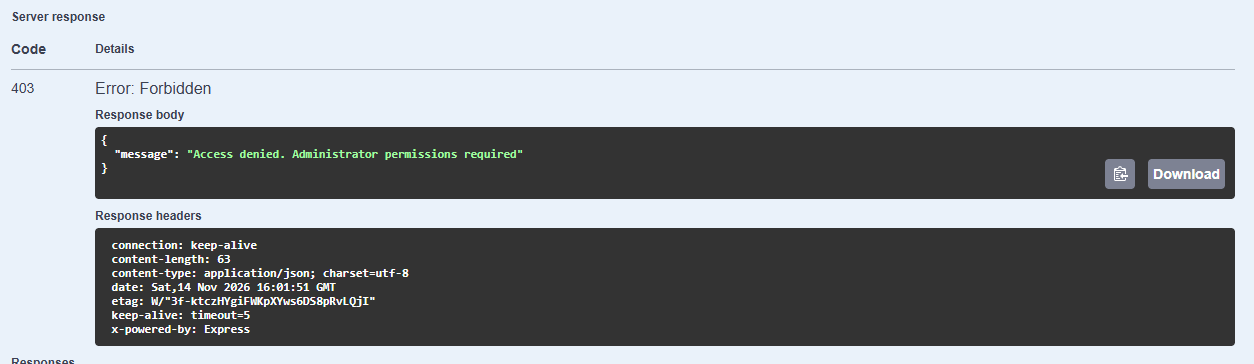 Server response
Code Details
403 Error: Forbidden
Response body
{
"message": "Access denied. Administrator permissions required"
}
Download
Response headers
connection: keep-alive
content-length: 63
content-type: application/json; charset=utf-8
date: Sat,14 Nov 2026 16:01:51 GMT
etag: W/"3f-ktczHYgiFWKpXYws6DS8pRvLQjI"
keep-alive: timeout=5
x-powered-by: Express
Responses